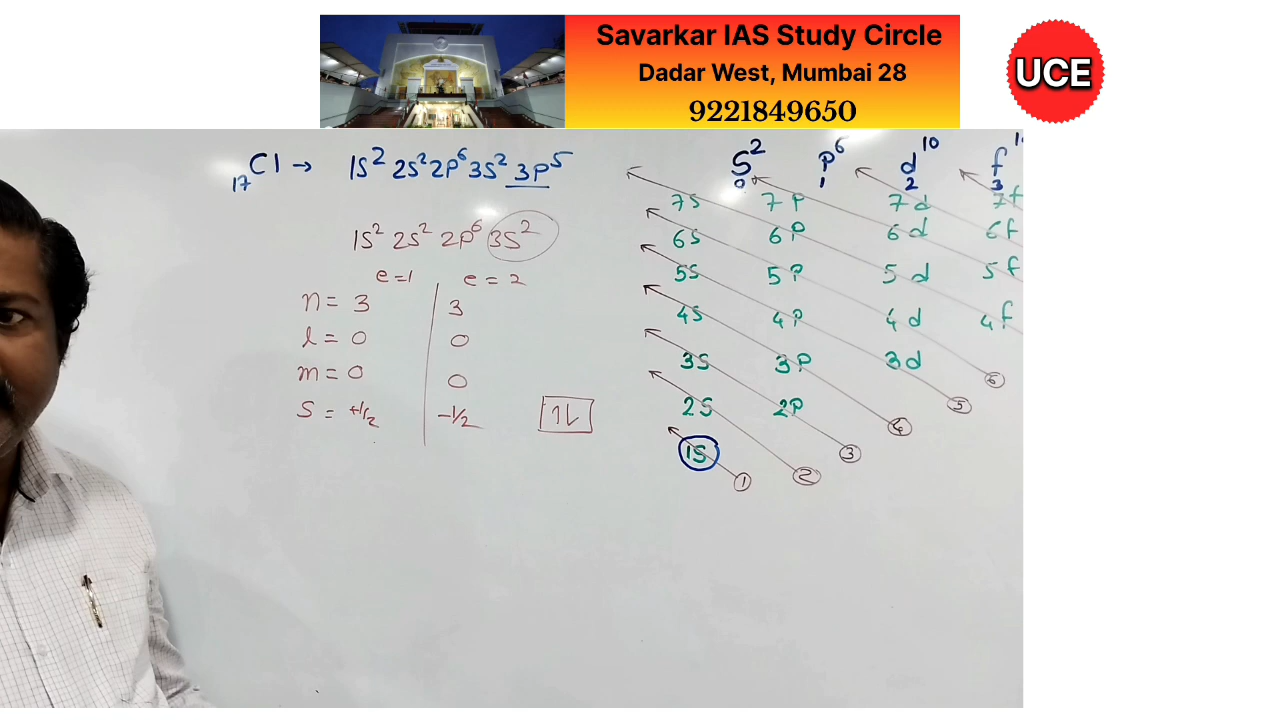 Savarkar IAS Study Circle
Dadar West, Mumbai 28
9221849650
UCE
₁₇Cl → 1S² 2S² 2P⁶ 3S² 3P⁵
1S² 2S² 2P⁶ 3S²
e=1 e=2
n = 3 3
l = 0 0
m = 0 0
S = +1/2 -1/2 1L
S² P⁶ d¹⁰ f
0 1 2 3
7S 7P 7d 7f
6S 6P 6d 6f
5S 5P 5d 5f
4S 4P 4d 4f
3S 3P 3d
2S 2P
1S
① ② ③ ④ ⑤ ⑥